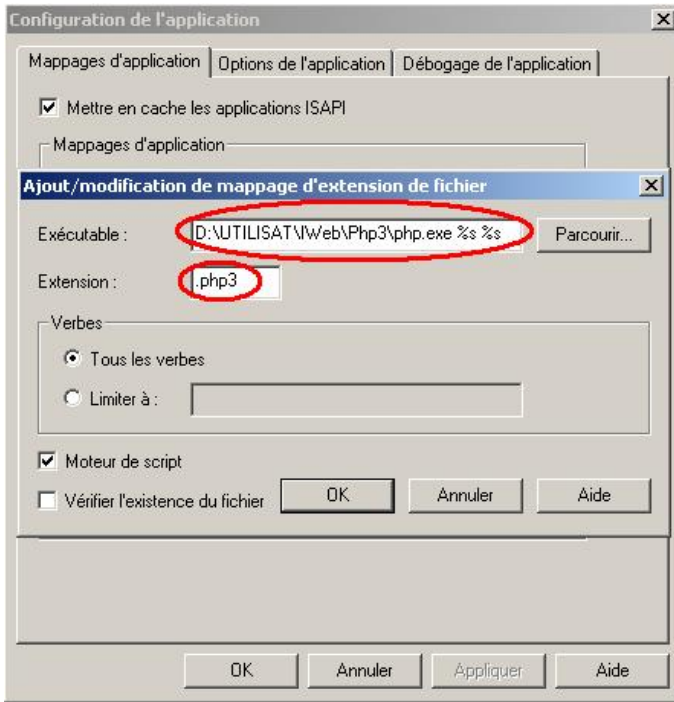 Configuration de l'application
Mappages d'application Options de l'application Débogage de l'application
Mettre en cache les applications ISAPI
Mappages d'application
Ajout/modification de mappage d'extension de fichier
Exécutable : D:\UTILISAT\IWeb\Php3\php.exe %s %s Parcourir...
Extension : .php3
Verbes
Tous les verbes
Limiter à :
Moteur de script
Vérifier l'existence du fichier OK Annuler Aide
OK Annuler Appliquer Aide